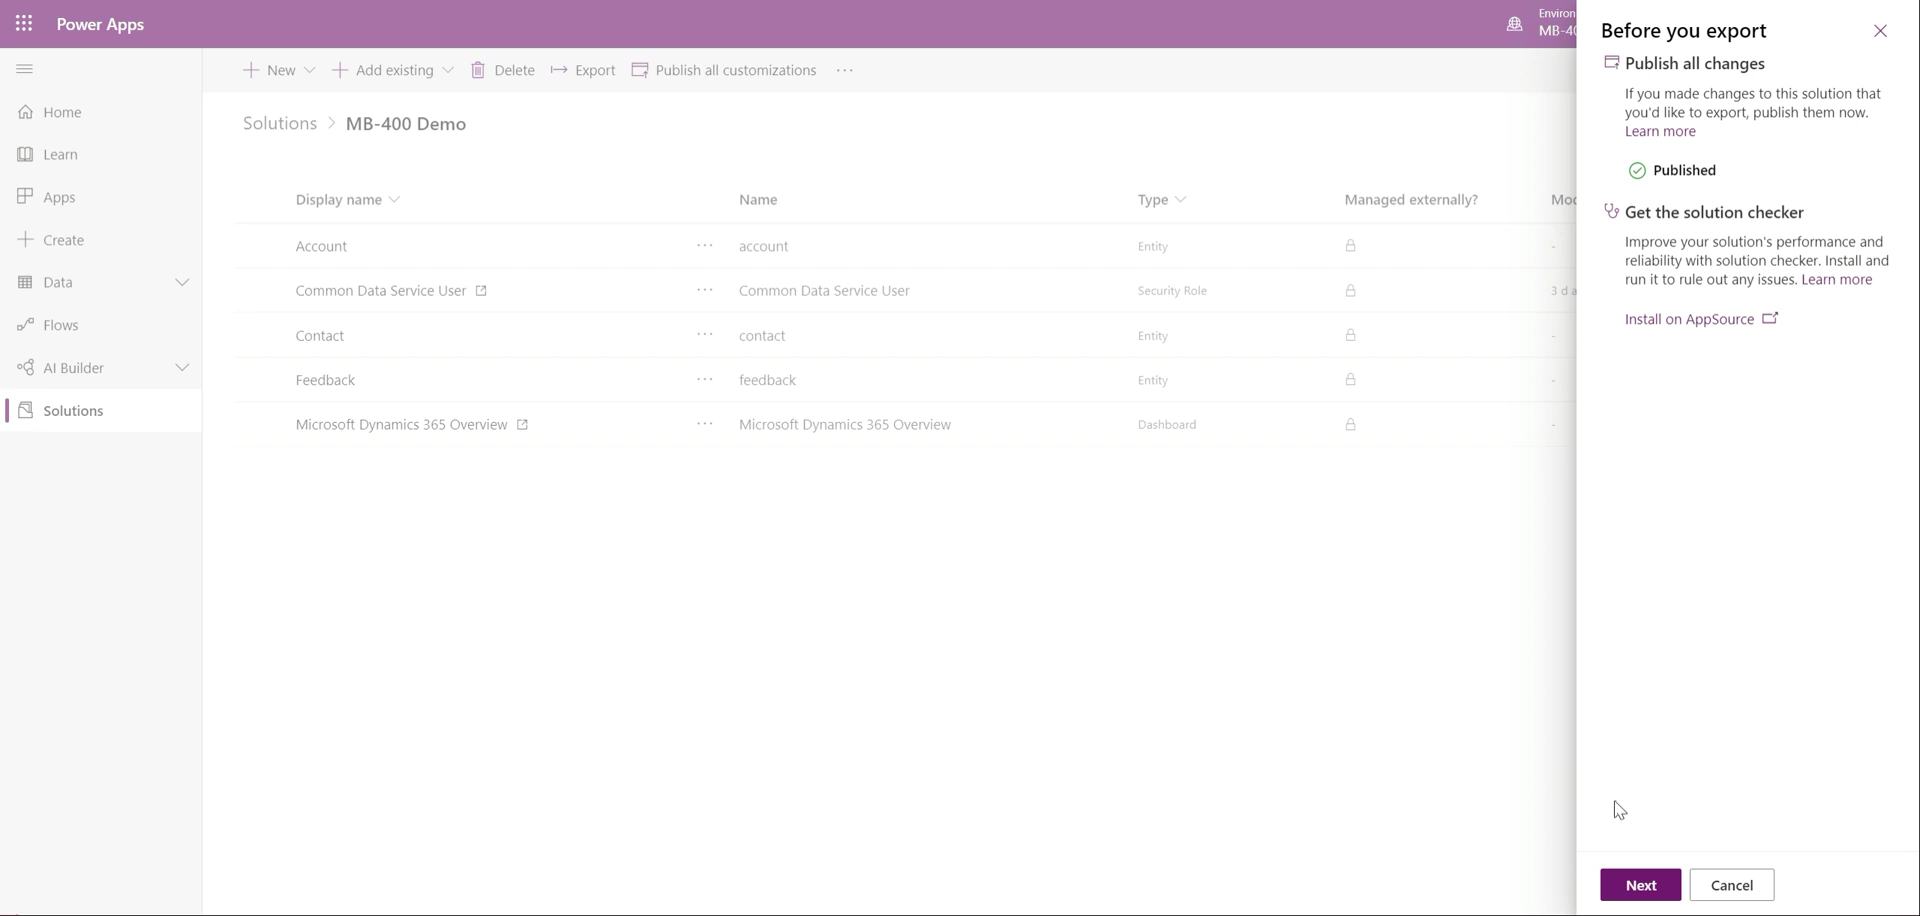 Power Apps
Environ
MB-40
Home
Learn
Apps
Create
Data
Flows
AI Builder
Solutions
New
Add existing
Delete
Export
Publish all customizations
Solutions > MB-400 Demo
Display name Name Type Managed externally? Mod
Account ··· account Entity -
Common Data Service User ··· Common Data Service User Security Role 3 d a
Contact ··· contact Entity -
Feedback ··· feedback Entity -
Microsoft Dynamics 365 Overview ··· Microsoft Dynamics 365 Overview Dashboard -
Before you export
Publish all changes
If you made changes to this solution that
you'd like to export, publish them now.
Learn more
Published
Get the solution checker
Improve your solution's performance and
reliability with solution checker. Install and
run it to rule out any issues. Learn more
Install on AppSource
Next
Cancel